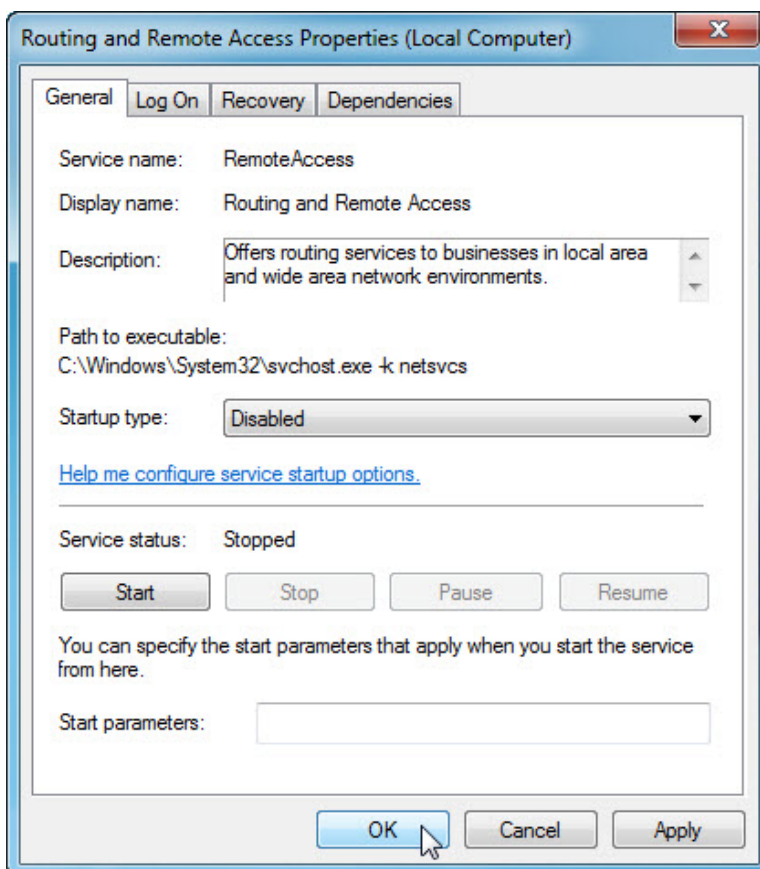 Routing and Remote Access Properties (Local Computer)
General Log On Recovery Dependencies
Service name: RemoteAccess
Display name: Routing and Remote Access
Description: Offers routing services to businesses in local area
and wide area network environments.
Path to executable:
C:\Windows\System32\svchost.exe -k netsvcs
Startup type: Disabled
Help me configure service startup options.
Service status: Stopped
Start Stop Pause Resume
You can specify the start parameters that apply when you start the service
from here.
Start parameters:
OK Cancel Apply